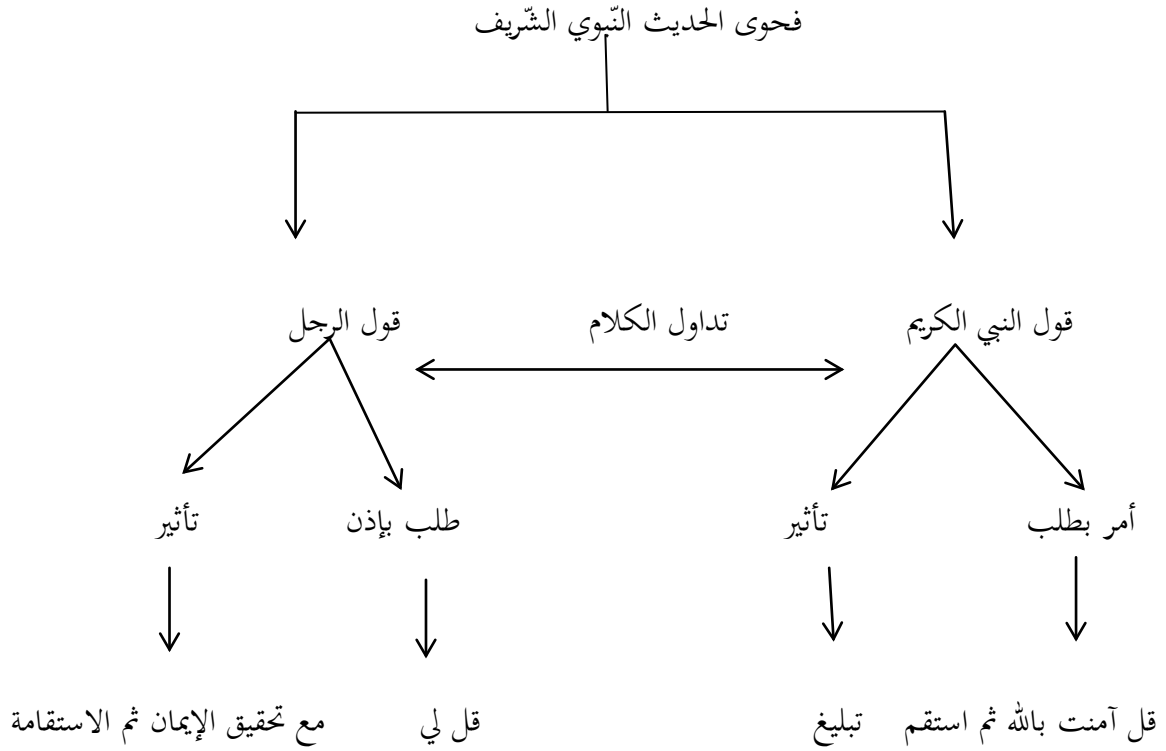 فحوى الحديث النّبوي الشّريف
قول النبي الكريم
تداول الكلام
قول الرجل
أمر بطلب
تأثير
طلب بإذن
تأثير
قل آمنت بالله ثم استقم
تبليغ
قل لي
مع تحقيق الإيمان ثم الاستقامة